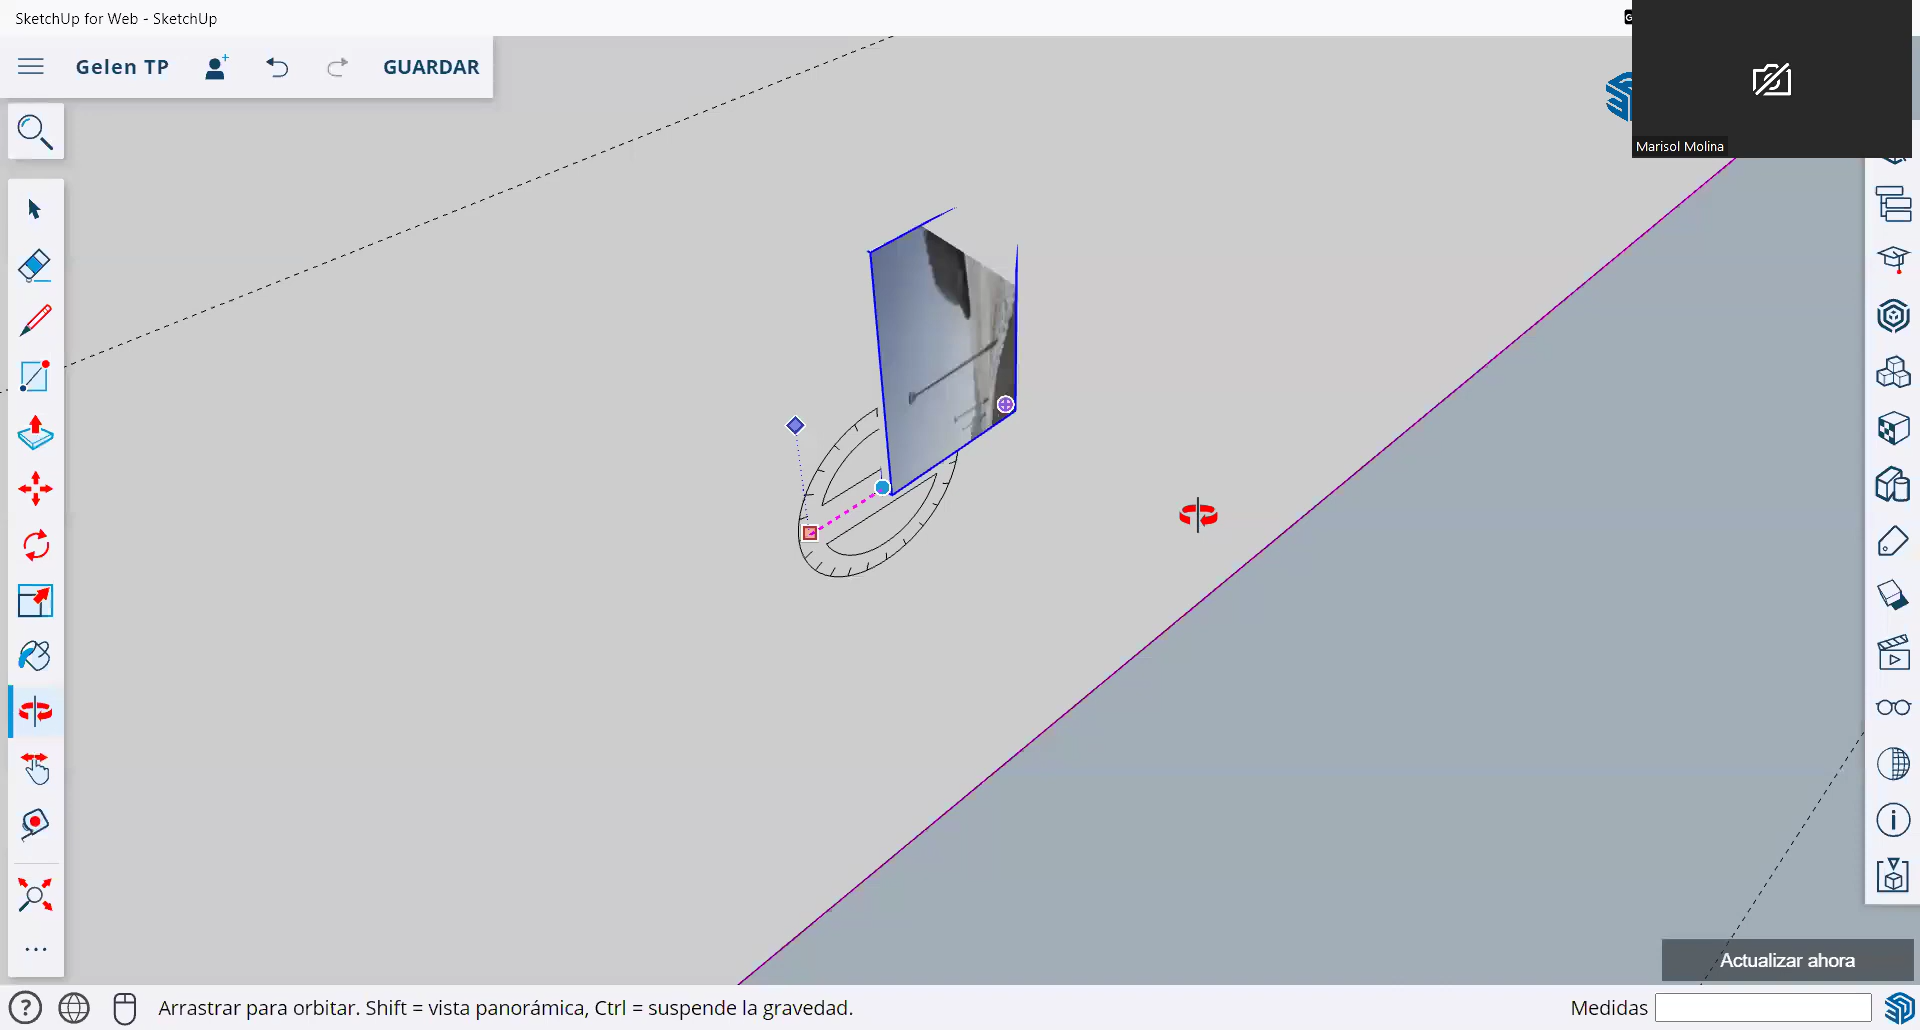 SketchUp for Web - SketchUp
Gelen TP
GUARDAR
Marisol Molina
Actualizar ahora
Arrastrar para orbitar. Shift = vista panorámica, Ctrl = suspende la gravedad.
Medidas